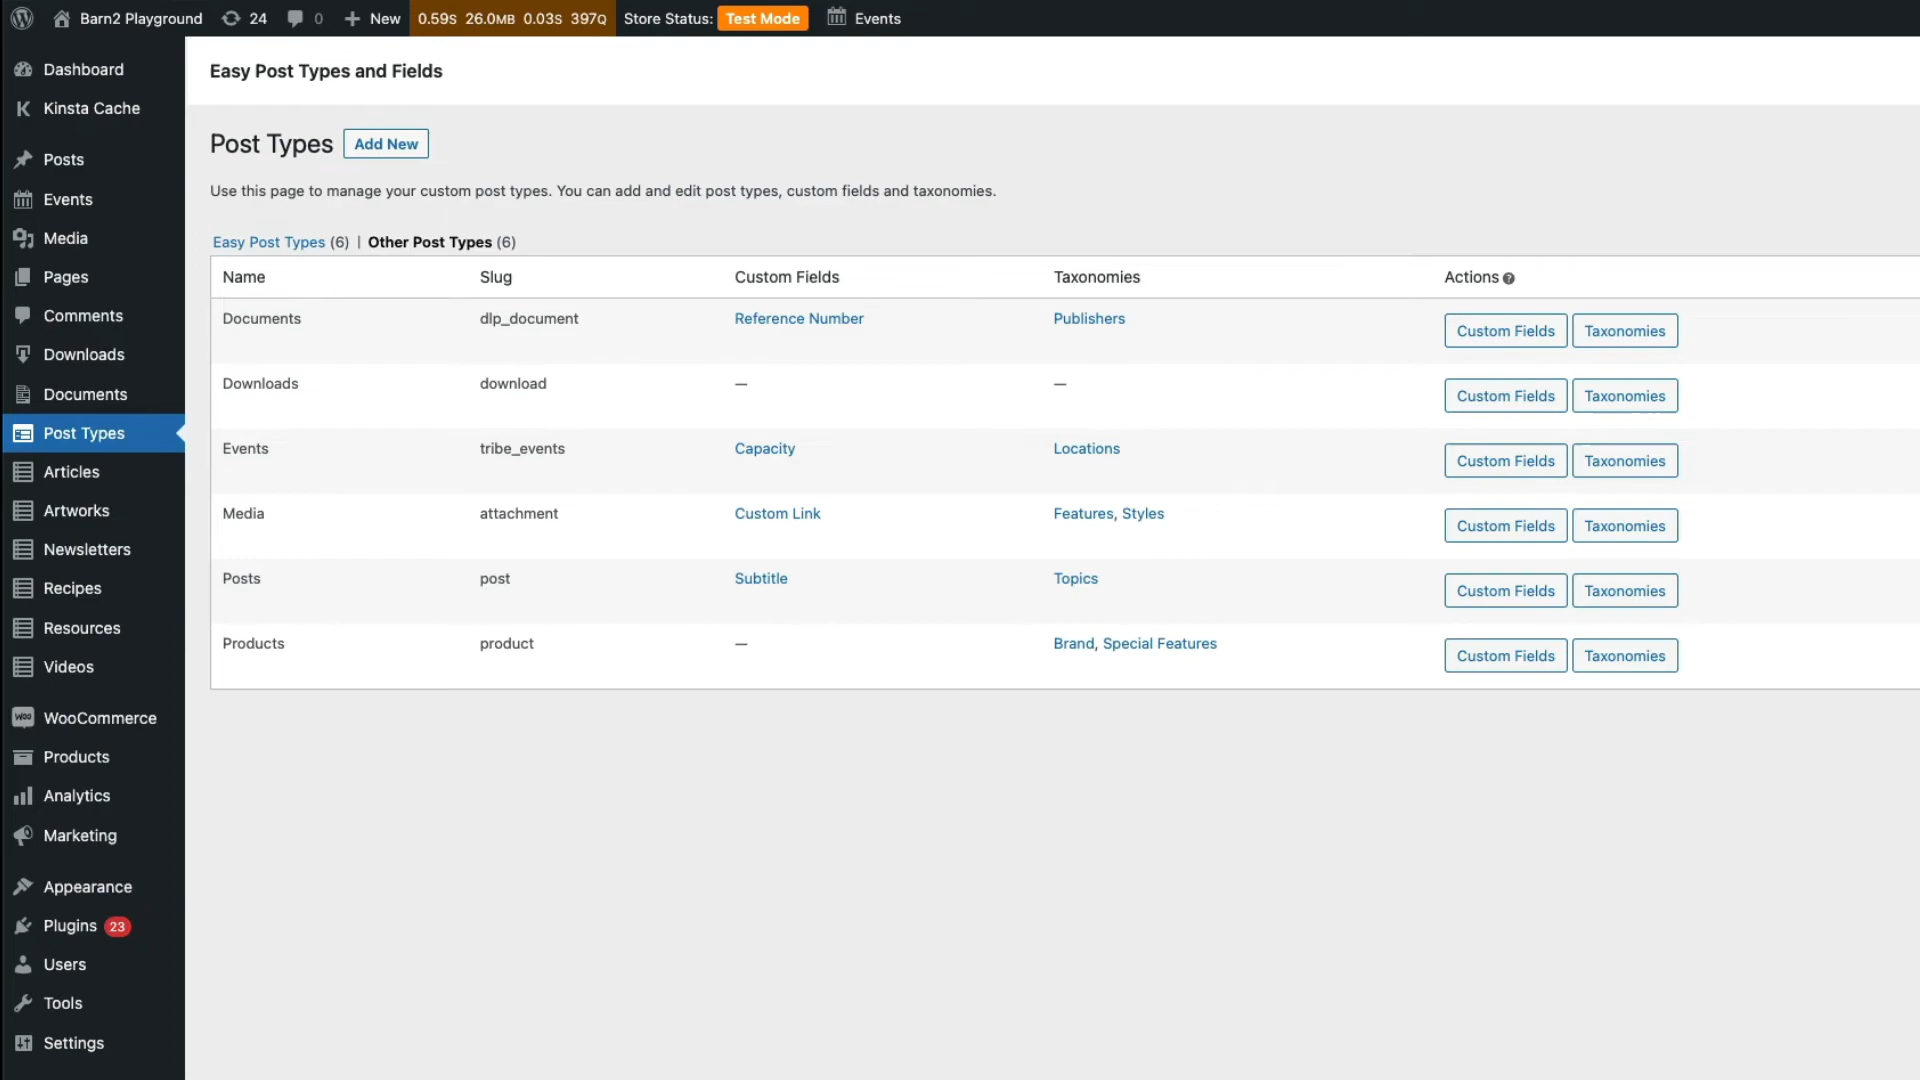 Barn2 Playground 24 0 New 0.59S 26.0MB 0.03S 397Q Store Status: Test Mode Events
Dashboard
Kinsta Cache
Posts
Events
Media
Pages
Comments
Downloads
Documents
Post Types
Articles
Artworks
Newsletters
Recipes
Resources
Videos
WooCommerce
Products
Analytics
Marketing
Appearance
Plugins 23
Users
Tools
Settings
Easy Post Types and Fields
Post Types Add New
Use this page to manage your custom post types. You can add and edit post types, custom fields and taxonomies.
Easy Post Types (6) | Other Post Types (6)
Name Slug Custom Fields Taxonomies Actions ?
Documents dlp_document Reference Number Publishers Custom Fields Taxonomies
Downloads download — — Custom Fields Taxonomies
Events tribe_events Capacity Locations Custom Fields Taxonomies
Media attachment Custom Link Features, Styles Custom Fields Taxonomies
Posts post Subtitle Topics Custom Fields Taxonomies
Products product — Brand, Special Features Custom Fields Taxonomies